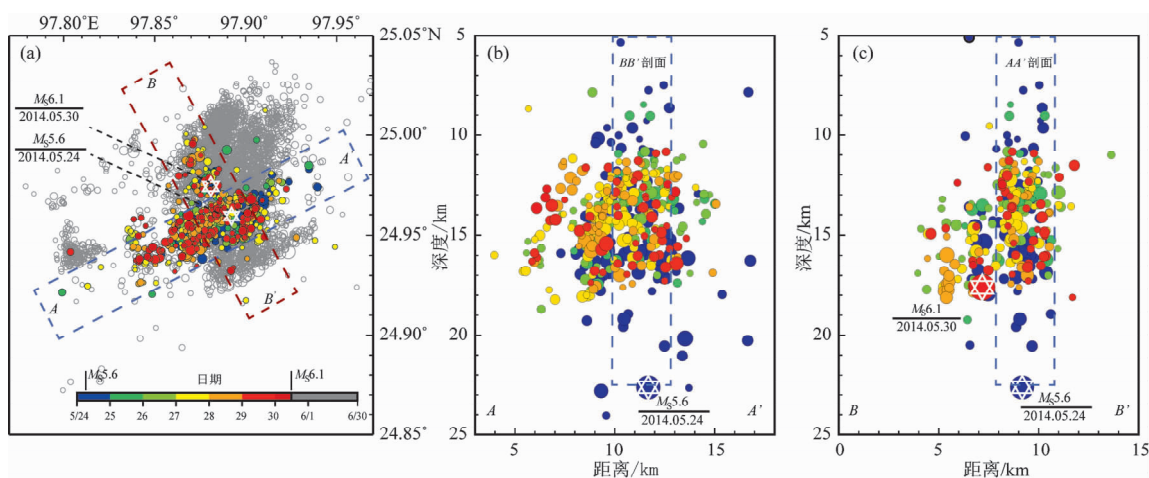 97.80°E 97.85° 97.90° 97.95°
25.05°N
25.00°
24.95°
24.90°
24.85°
(a)
B
Ms6.1
2014.05.30
Ms5.6
2014.05.24
A
A
B'
Ms5.6 日期 Ms6.1
5/24 25 26 27 28 29 30 6/1 6/30
5
10
15
20
25
深度/km
(b)
BB'剖面
Ms5.6
2014.05.24
A A'
5 10 15
距离/km
5
10
15
20
25
深度/km
(c)
AA'剖面
Ms6.1
2014.05.30
Ms5.6
2014.05.24
B B'
0 5 10 15
距离/km